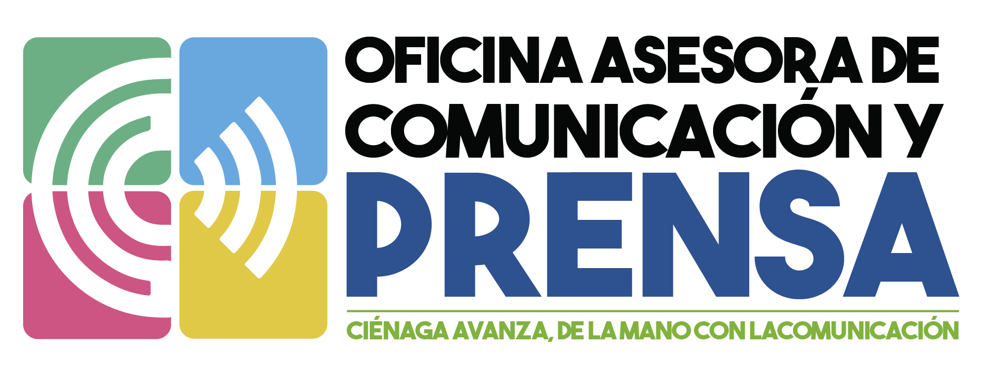 OFICINA ASESORA DE
COMUNICACIÓN Y
PRENSA
CIÉNAGA AVANZA, DE LA MANO CON LACOMUNICACIÓN